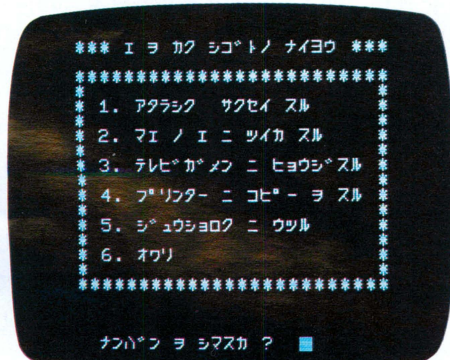 *** エ ヲ カク シゴトノ ナイヨウ ***
1. アタラシク サクセイ スル
2. マエ ノ エ ニ ツイカ スル
3. テレビガメン ニ ヒョウジスル
4. プリンター ニ コピー ヲ スル
5. ジュウショロク ニ ウツル
6. オワリ
ナンバン ヲ シマスカ ?